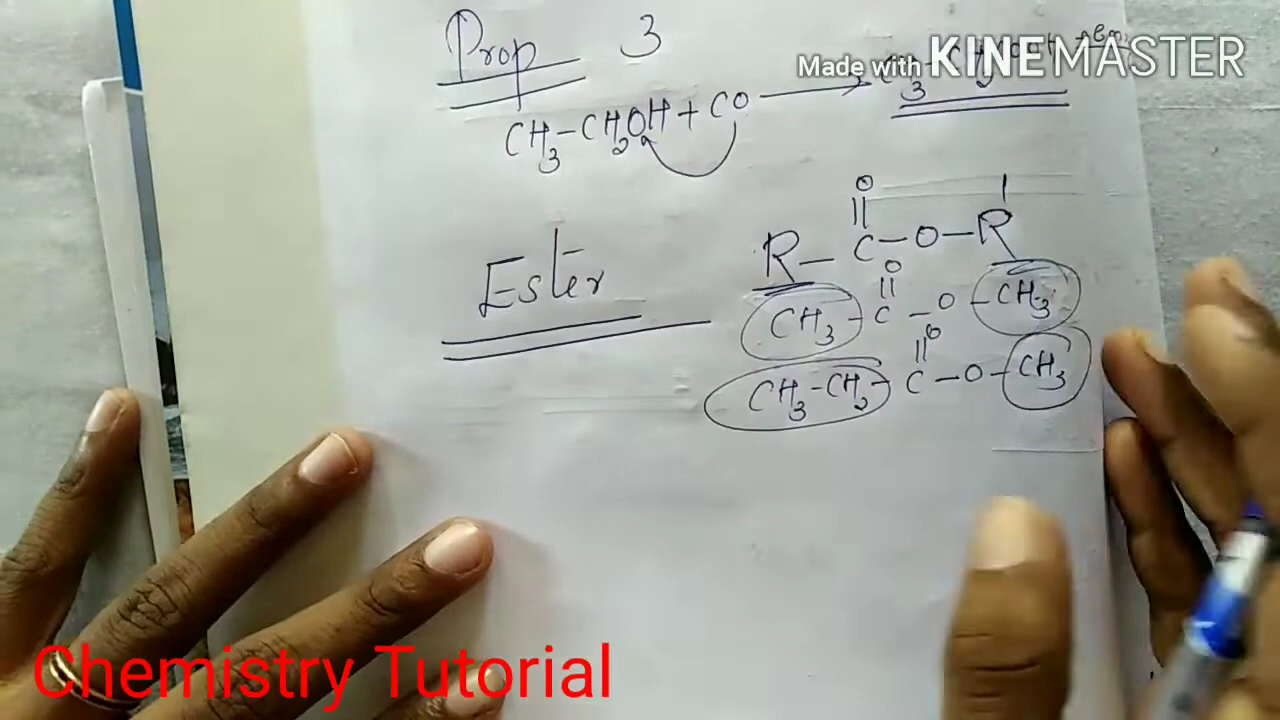 Prop 3
Made with KINEMASTER
CH3-CH2OH + CO →
Ester
O
||
R-C-O-R'
O
||
CH3-C-O-CH3
O
||
CH3-CH2-C-O-CH3
Chemistry Tutorial